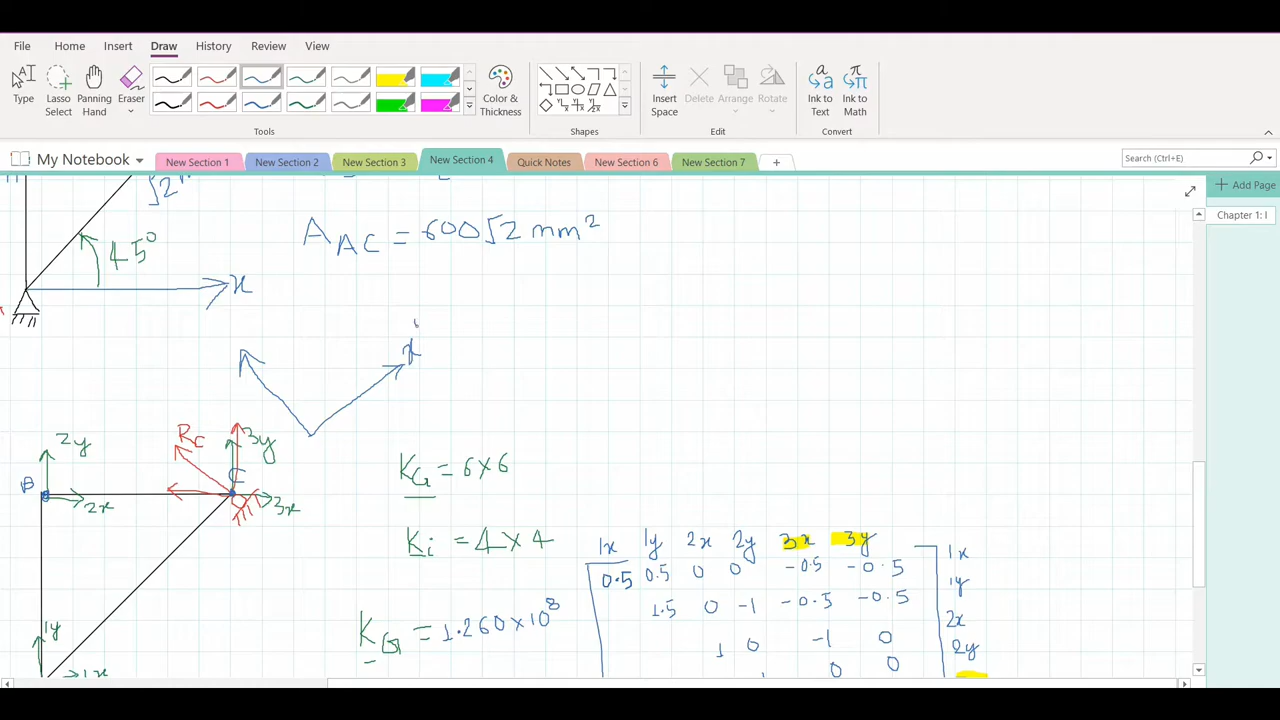 File Home Insert Draw History Review View
Type
Lasso Select
Panning Hand
Eraser
Color & Thickness
Insert Space
Delete
Arrange
Rotate
Ink to Text
Ink to Math
Tools
Shapes
Edit
Convert
My Notebook
New Section 1
New Section 2
New Section 3
New Section 4
Quick Notes
New Section 6
New Section 7
Search (Ctrl+E)
Add Page
Chapter 1: I
√2
A_AC = 600√2 mm²
45°
x
x'
2y
Rc
3y
B
C
2x
3x
K_G = 6×6
Ki = 4×4
1x 1y 2x 2y 3x 3y
0.5 0.5 0 0 -0.5 -0.5 1x
1.5 0 -1 -0.5 -0.5 1y
1 0 -1 0 2x
K_G = 1.260×10⁸
0 0 2y
1y
1x